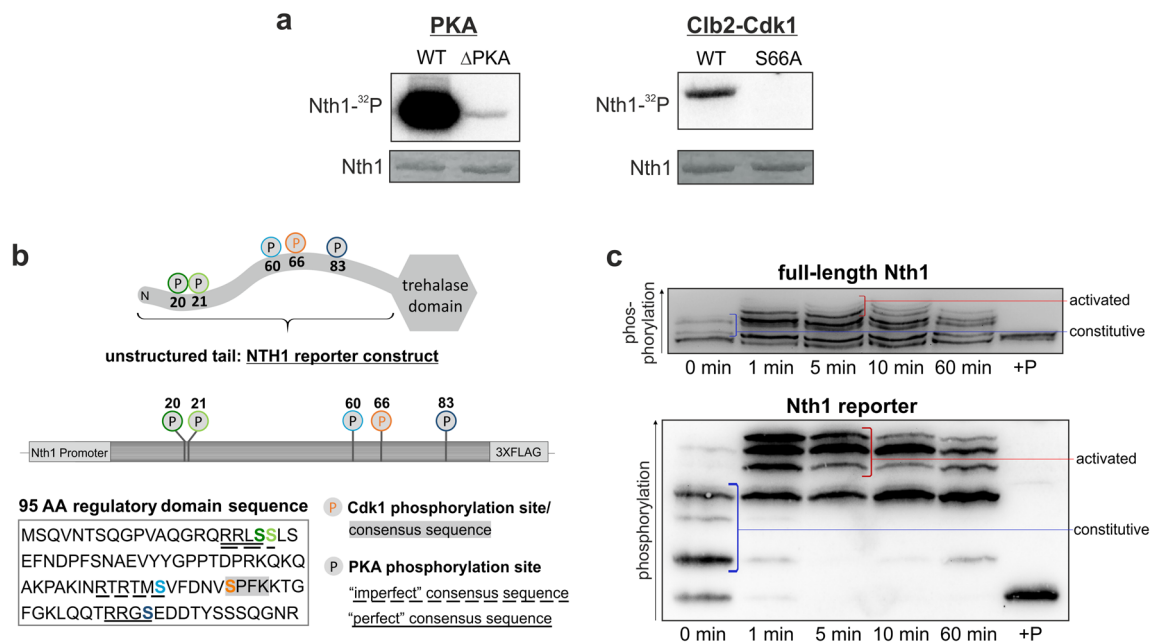 a
PKA
WT ΔPKA
Nth1-³²P
Nth1
Clb2-Cdk1
WT S66A
Nth1-³²P
Nth1
b
N
P P P P P
20 21 60 66 83
trehalase
domain
unstructured tail: NTH1 reporter construct
20 21 60 66 83
P P P P P
Nth1 Promoter
3XFLAG
95 AA regulatory domain sequence
MSQVNTSQGPVAQGRQRRLSSLS
EFNDPFSNAEVYYGPPTDPRKQKQ
AKPAKINRTRTMSVFDNVSPFKKTG
FGKLQQTRRGSEDDTYSSSQGNR
P Cdk1 phosphorylation site/
consensus sequence
P PKA phosphorylation site
“imperfect” consensus sequence
“perfect” consensus sequence
c
full-length Nth1
phos-
phorylation
activated
constitutive
0 min 1 min 5 min 10 min 60 min +P
Nth1 reporter
phosphorylation
activated
constitutive
0 min 1 min 5 min 10 min 60 min +P